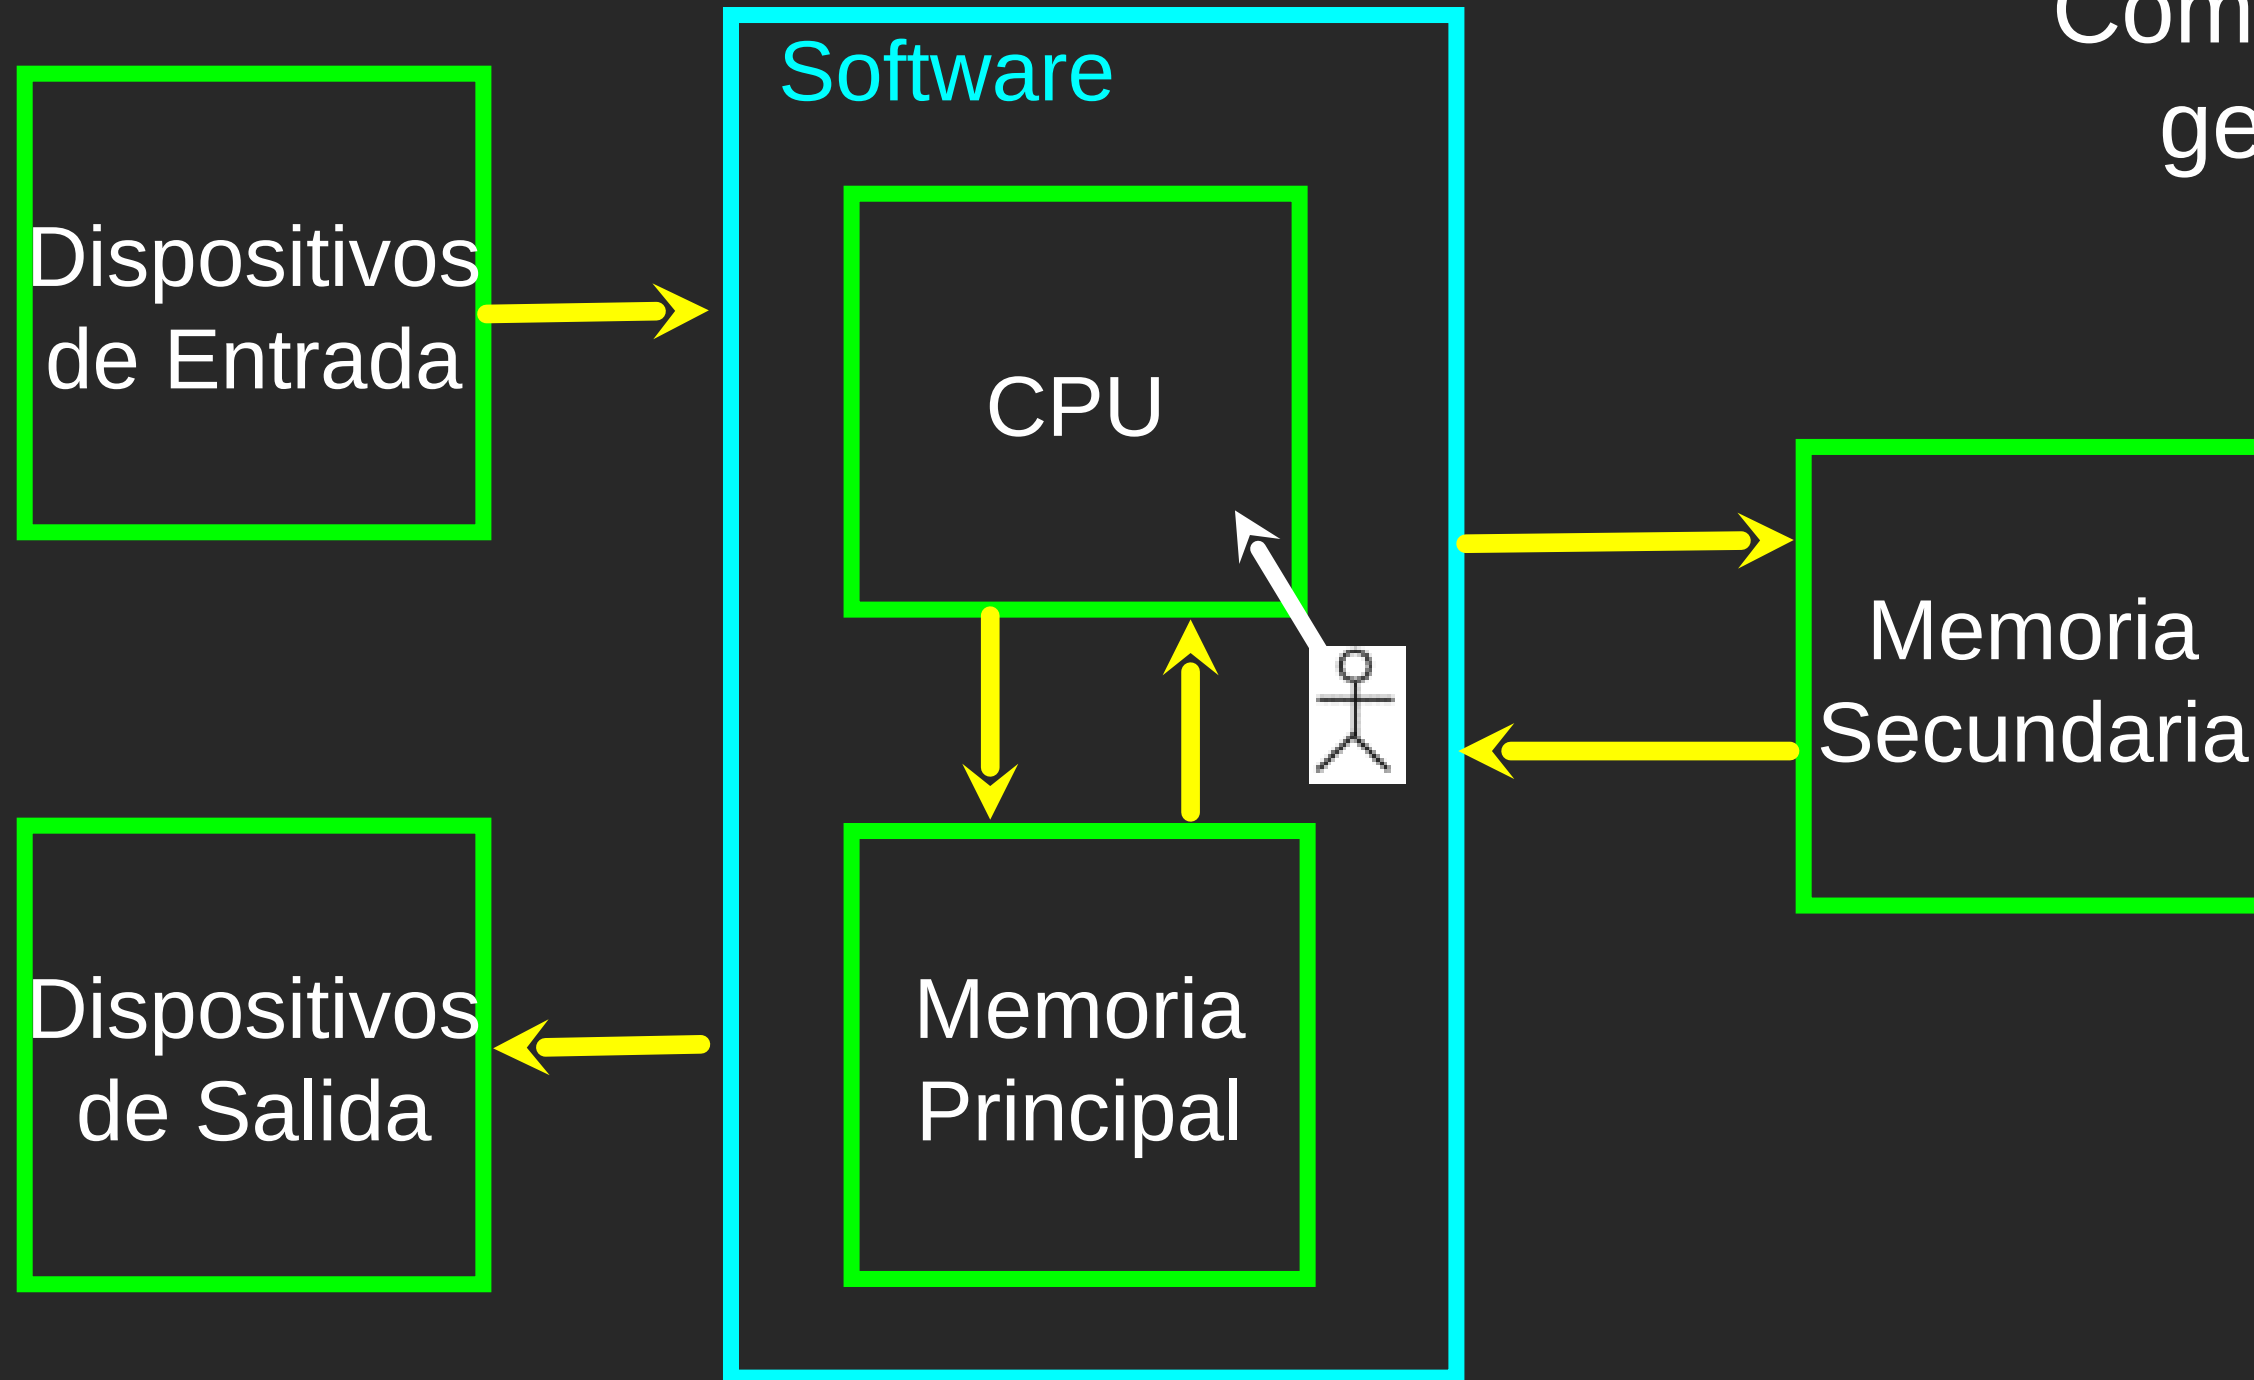 Software
Dispositivos
de Entrada
CPU
Memoria
Secundaria
Dispositivos
de Salida
Memoria
Principal